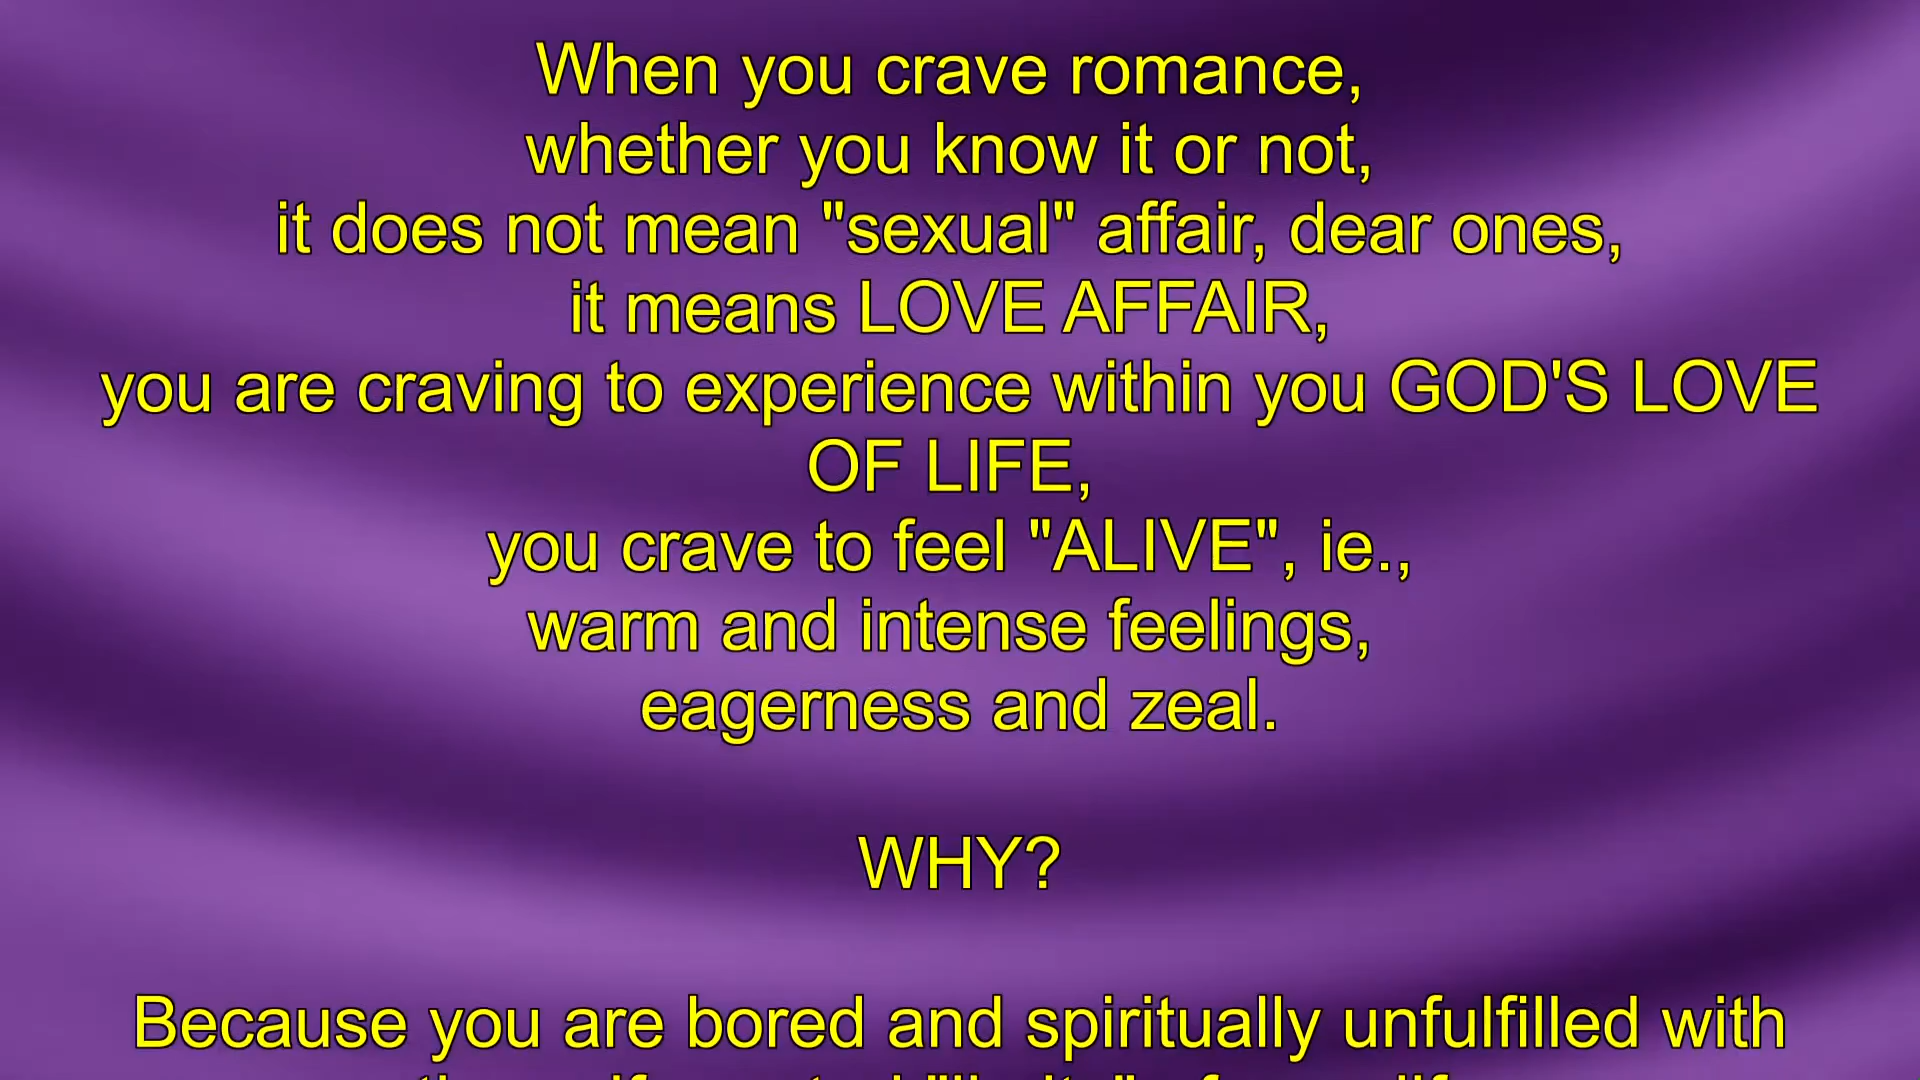 When you crave romance,
whether you know it or not,
it does not mean "sexual" affair, dear ones,
it means LOVE AFFAIR,
you are craving to experience within you GOD'S LOVE
OF LIFE,
you crave to feel "ALIVE", ie.,
warm and intense feelings,
eagerness and zeal.
WHY?
Because you are bored and spiritually unfulfilled with